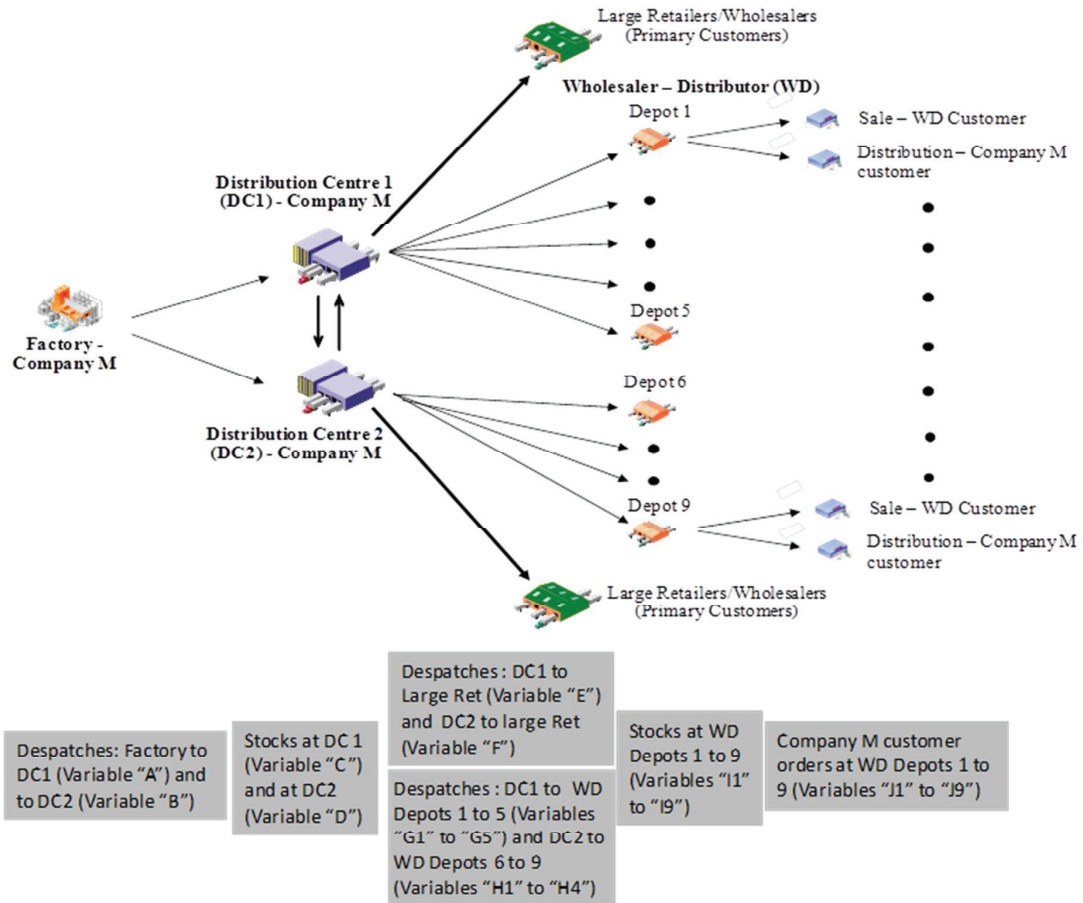 Large Retailers/Wholesalers
(Primary Customers)
Wholesaler – Distributor (WD)
Depot 1
Sale – WD Customer
Distribution – Company M
customer
Distribution Centre 1
(DC1) - Company M
Depot 5
Factory -
Company M
Depot 6
Distribution Centre 2
(DC2) - Company M
Depot 9
Sale – WD Customer
Distribution – Company M
customer
Large Retailers/Wholesalers
(Primary Customers)
Despatches: Factory to
DC1 (Variable “A”) and
to DC2 (Variable “B”)
Stocks at DC 1
(Variable “C”)
and at DC2
(Variable “D”)
Despatches : DC1 to
Large Ret (Variable “E”)
and DC2 to large Ret
(Variable “F”)
Despatches : DC1 to WD
Depots 1 to 5 (Variables
“G1” to “G5”) and DC2 to
WD Depots 6 to 9
(Variables “H1” to “H4”)
Stocks at WD
Depots 1 to 9
(Variables “I1”
to “I9”)
Company M customer
orders at WD Depots 1 to
9 (Variables “J1” to “J9”)